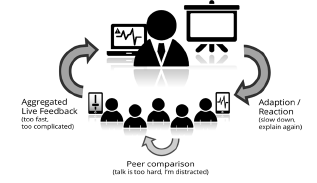 Aggregated
Live Feedback
(too fast,
too complicated)
Adaption /
Reaction
(slow down,
explain again)
Peer comparison
(talk is too hard, I'm distracted)